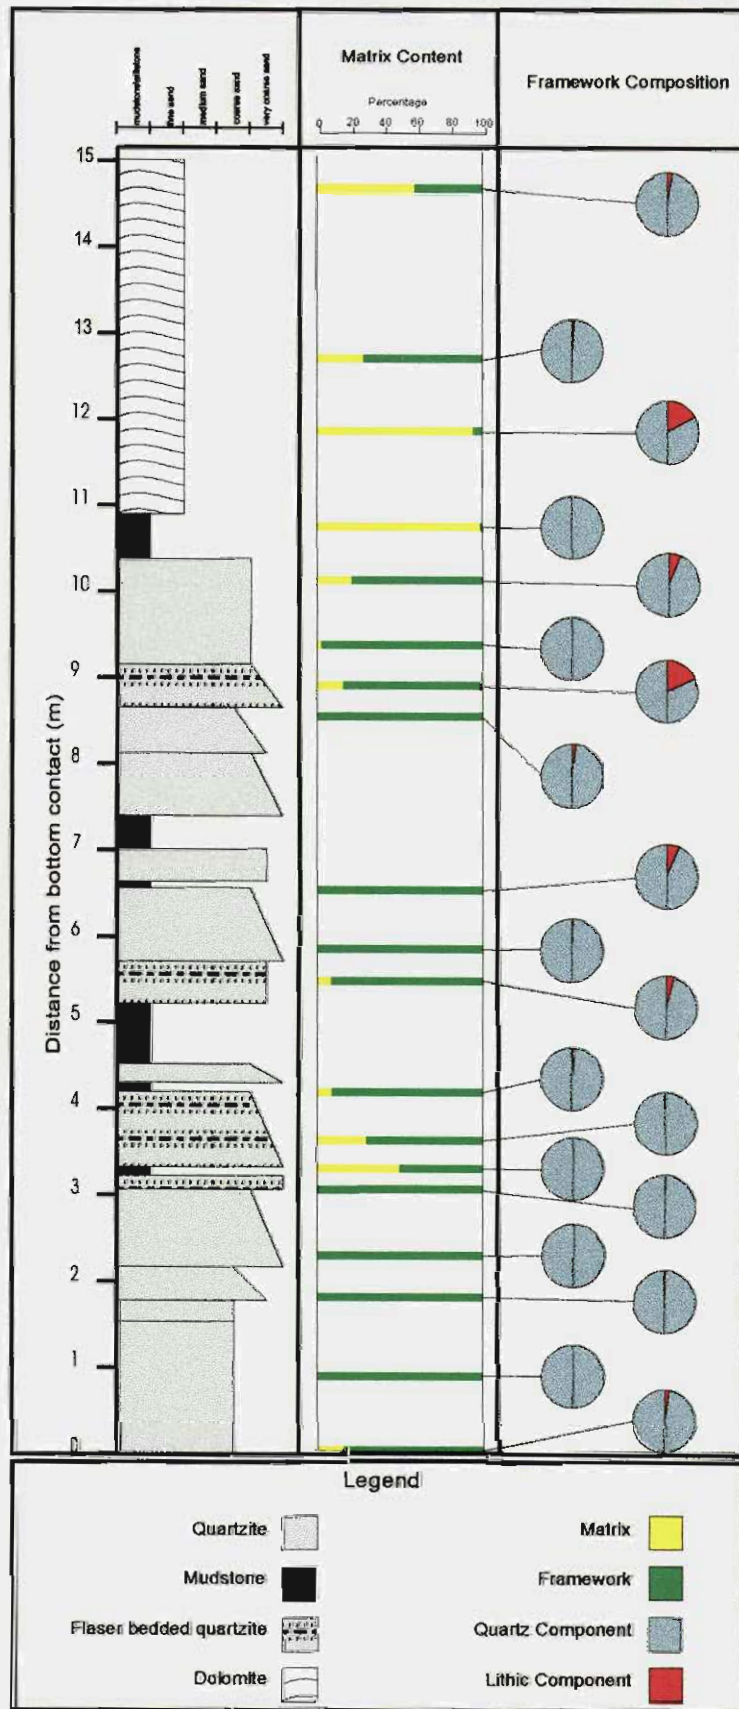 mudstone/siltstone
fine sand
medium sand
coarse sand
very coarse sand
Matrix Content
Percentage
0 20 40 60 80 100
Framework Composition
Distance from bottom contact (m)
15
14
13
12
11
10
9
8
7
6
5
4
3
2
1
0
Legend
Quartzite
Mudstone
Flaser bedded quartzite
Dolomite
Matrix
Framework
Quartz Component
Lithic Component